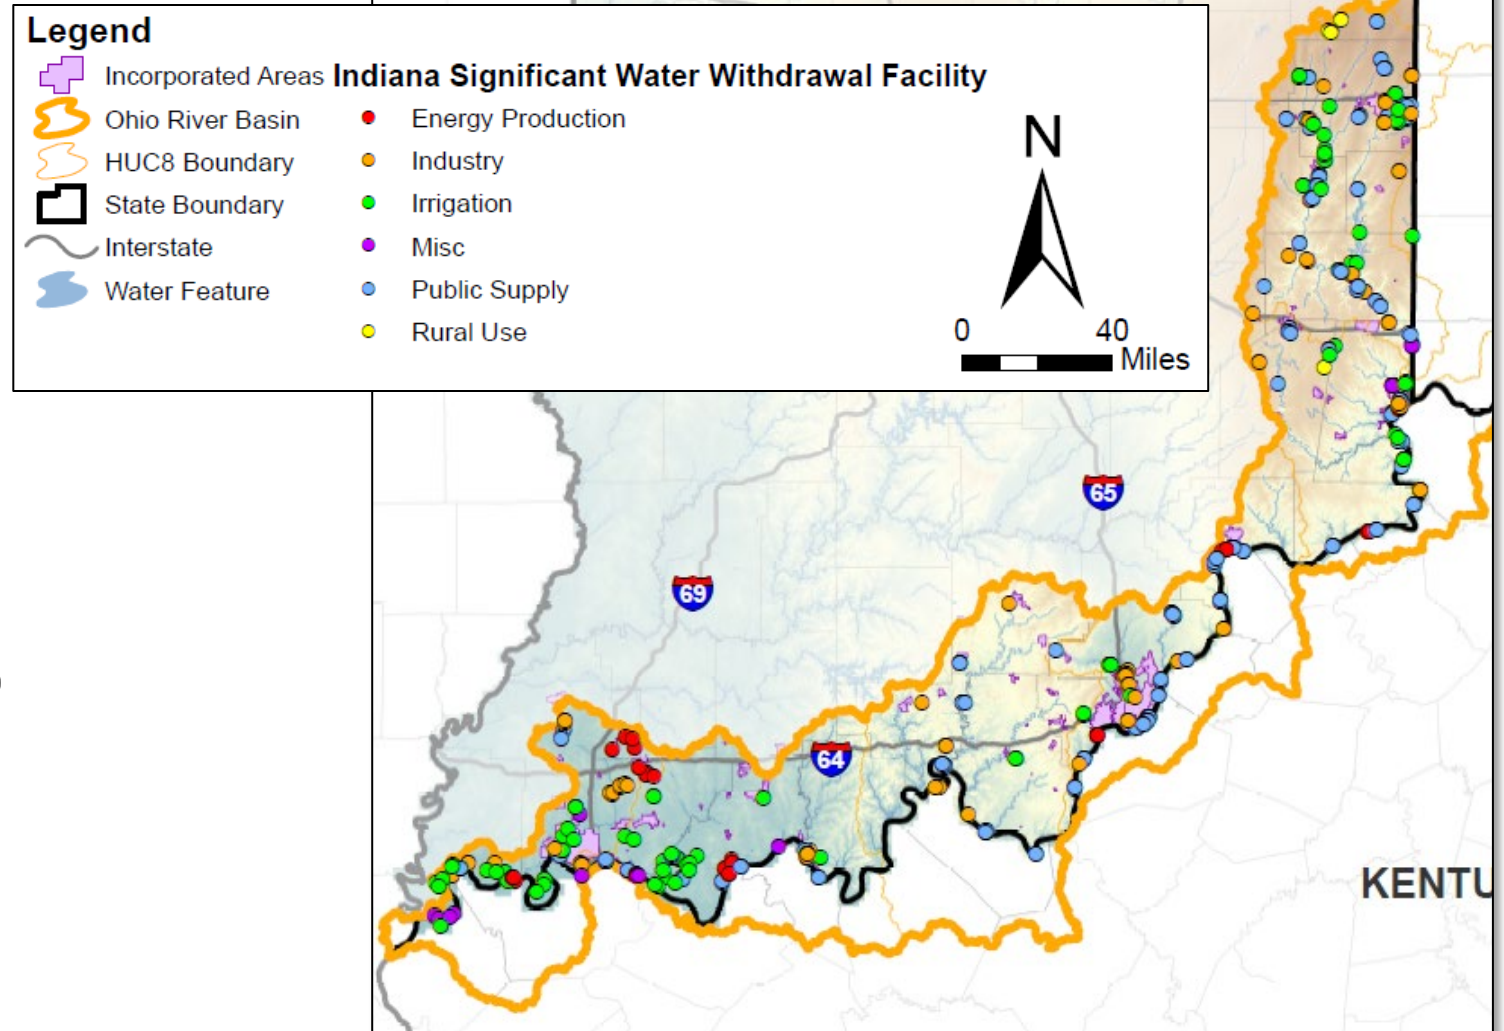 Legend
Incorporated Areas
Ohio River Basin
HUC8 Boundary
State Boundary
Interstate
Water Feature
Indiana Significant Water Withdrawal Facility
Energy Production
Industry
Irrigation
Misc
Public Supply
Rural Use
N
0 40
Miles
65
69
64
KENTU